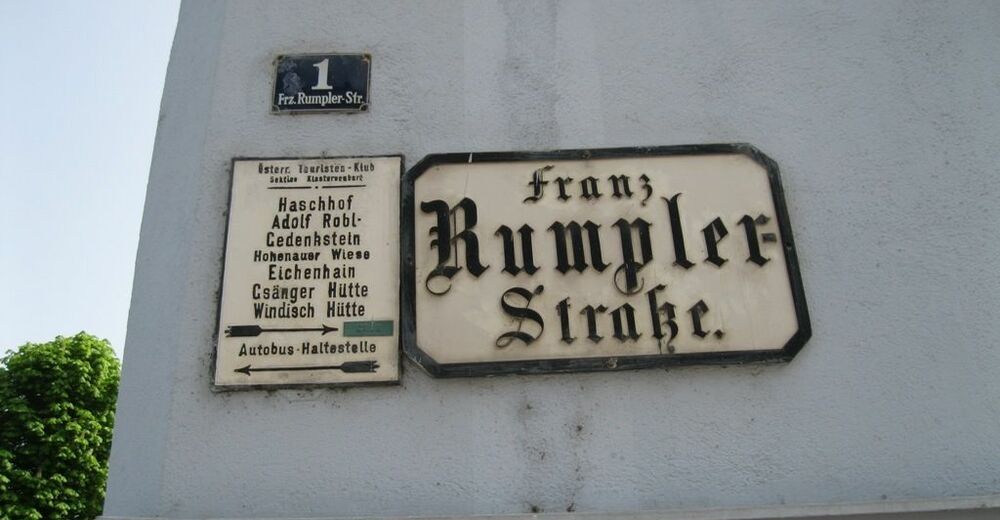 1
Frz. Rumpler-Str.
Österr. Touristen-Klub
Sektion Klosterneuburg
Haschhof
Adolf Robl-
Gedenkstein
Hohenauer Wiese
Eichenhain
Csänger Hütte
Windisch Hütte
Autobus-Haltestelle
Franz
Rumpler-
Straße.